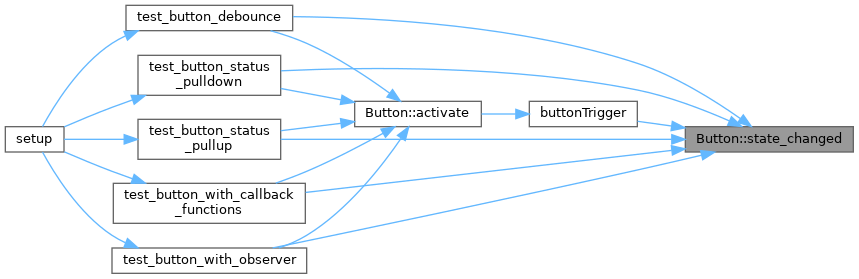 test_button_debounce
test_button_status
_pulldown
Button::activate
buttonTrigger
setup
test_button_status
_pullup
Button::state_changed
test_button_with_callback
_functions
test_button_with_observer